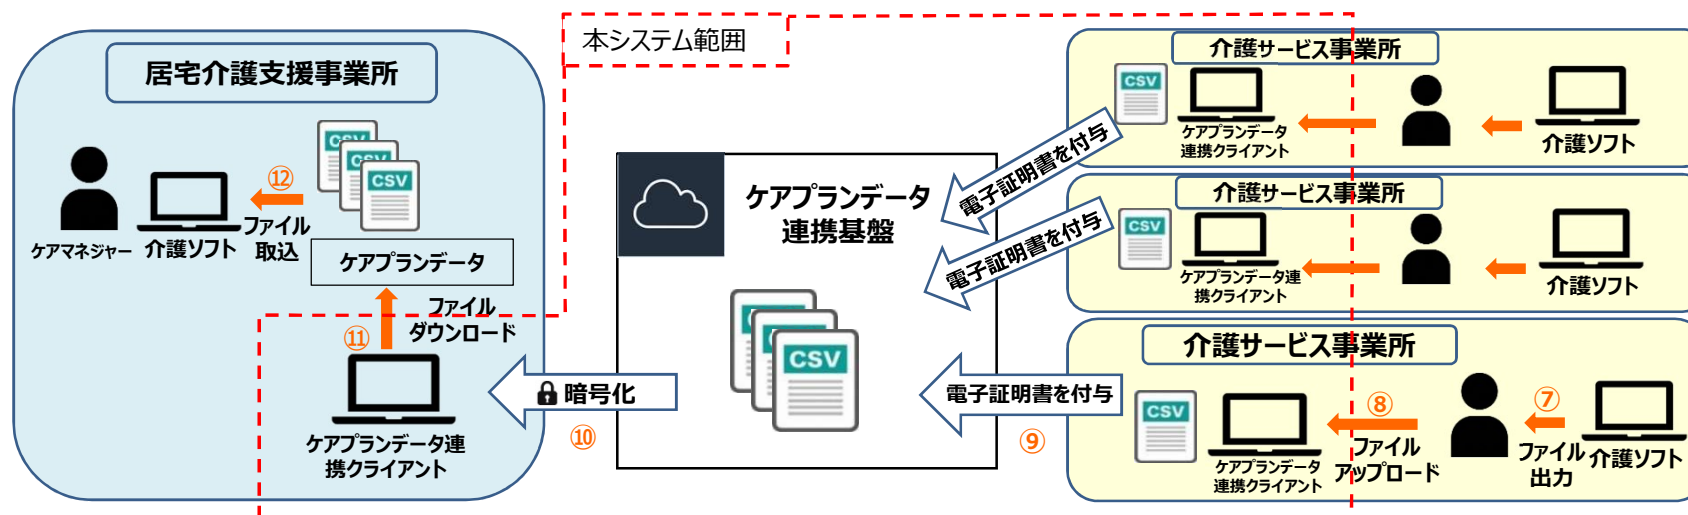 本システム範囲
居宅介護支援事業所
CSV
CSV
CSV
⑫
ファイル
取込
ケアマネジャー
介護ソフト
ケアプランデータ
⑪
ファイル
ダウンロード
ケアプランデータ連
携クライアント
暗号化
⑩
ケアプランデータ
連携基盤
CSV
CSV
CSV
電子証明書を付与
電子証明書を付与
電子証明書を付与
⑨
介護サービス事業所
CSV
ケアプランデータ
連携クライアント
介護ソフト
介護サービス事業所
CSV
ケアプランデータ連
携クライアント
介護ソフト
介護サービス事業所
CSV
ケアプランデータ
連携クライアント
⑧
ファイル
アップロード
⑦
ファイル
出力
介護ソフト